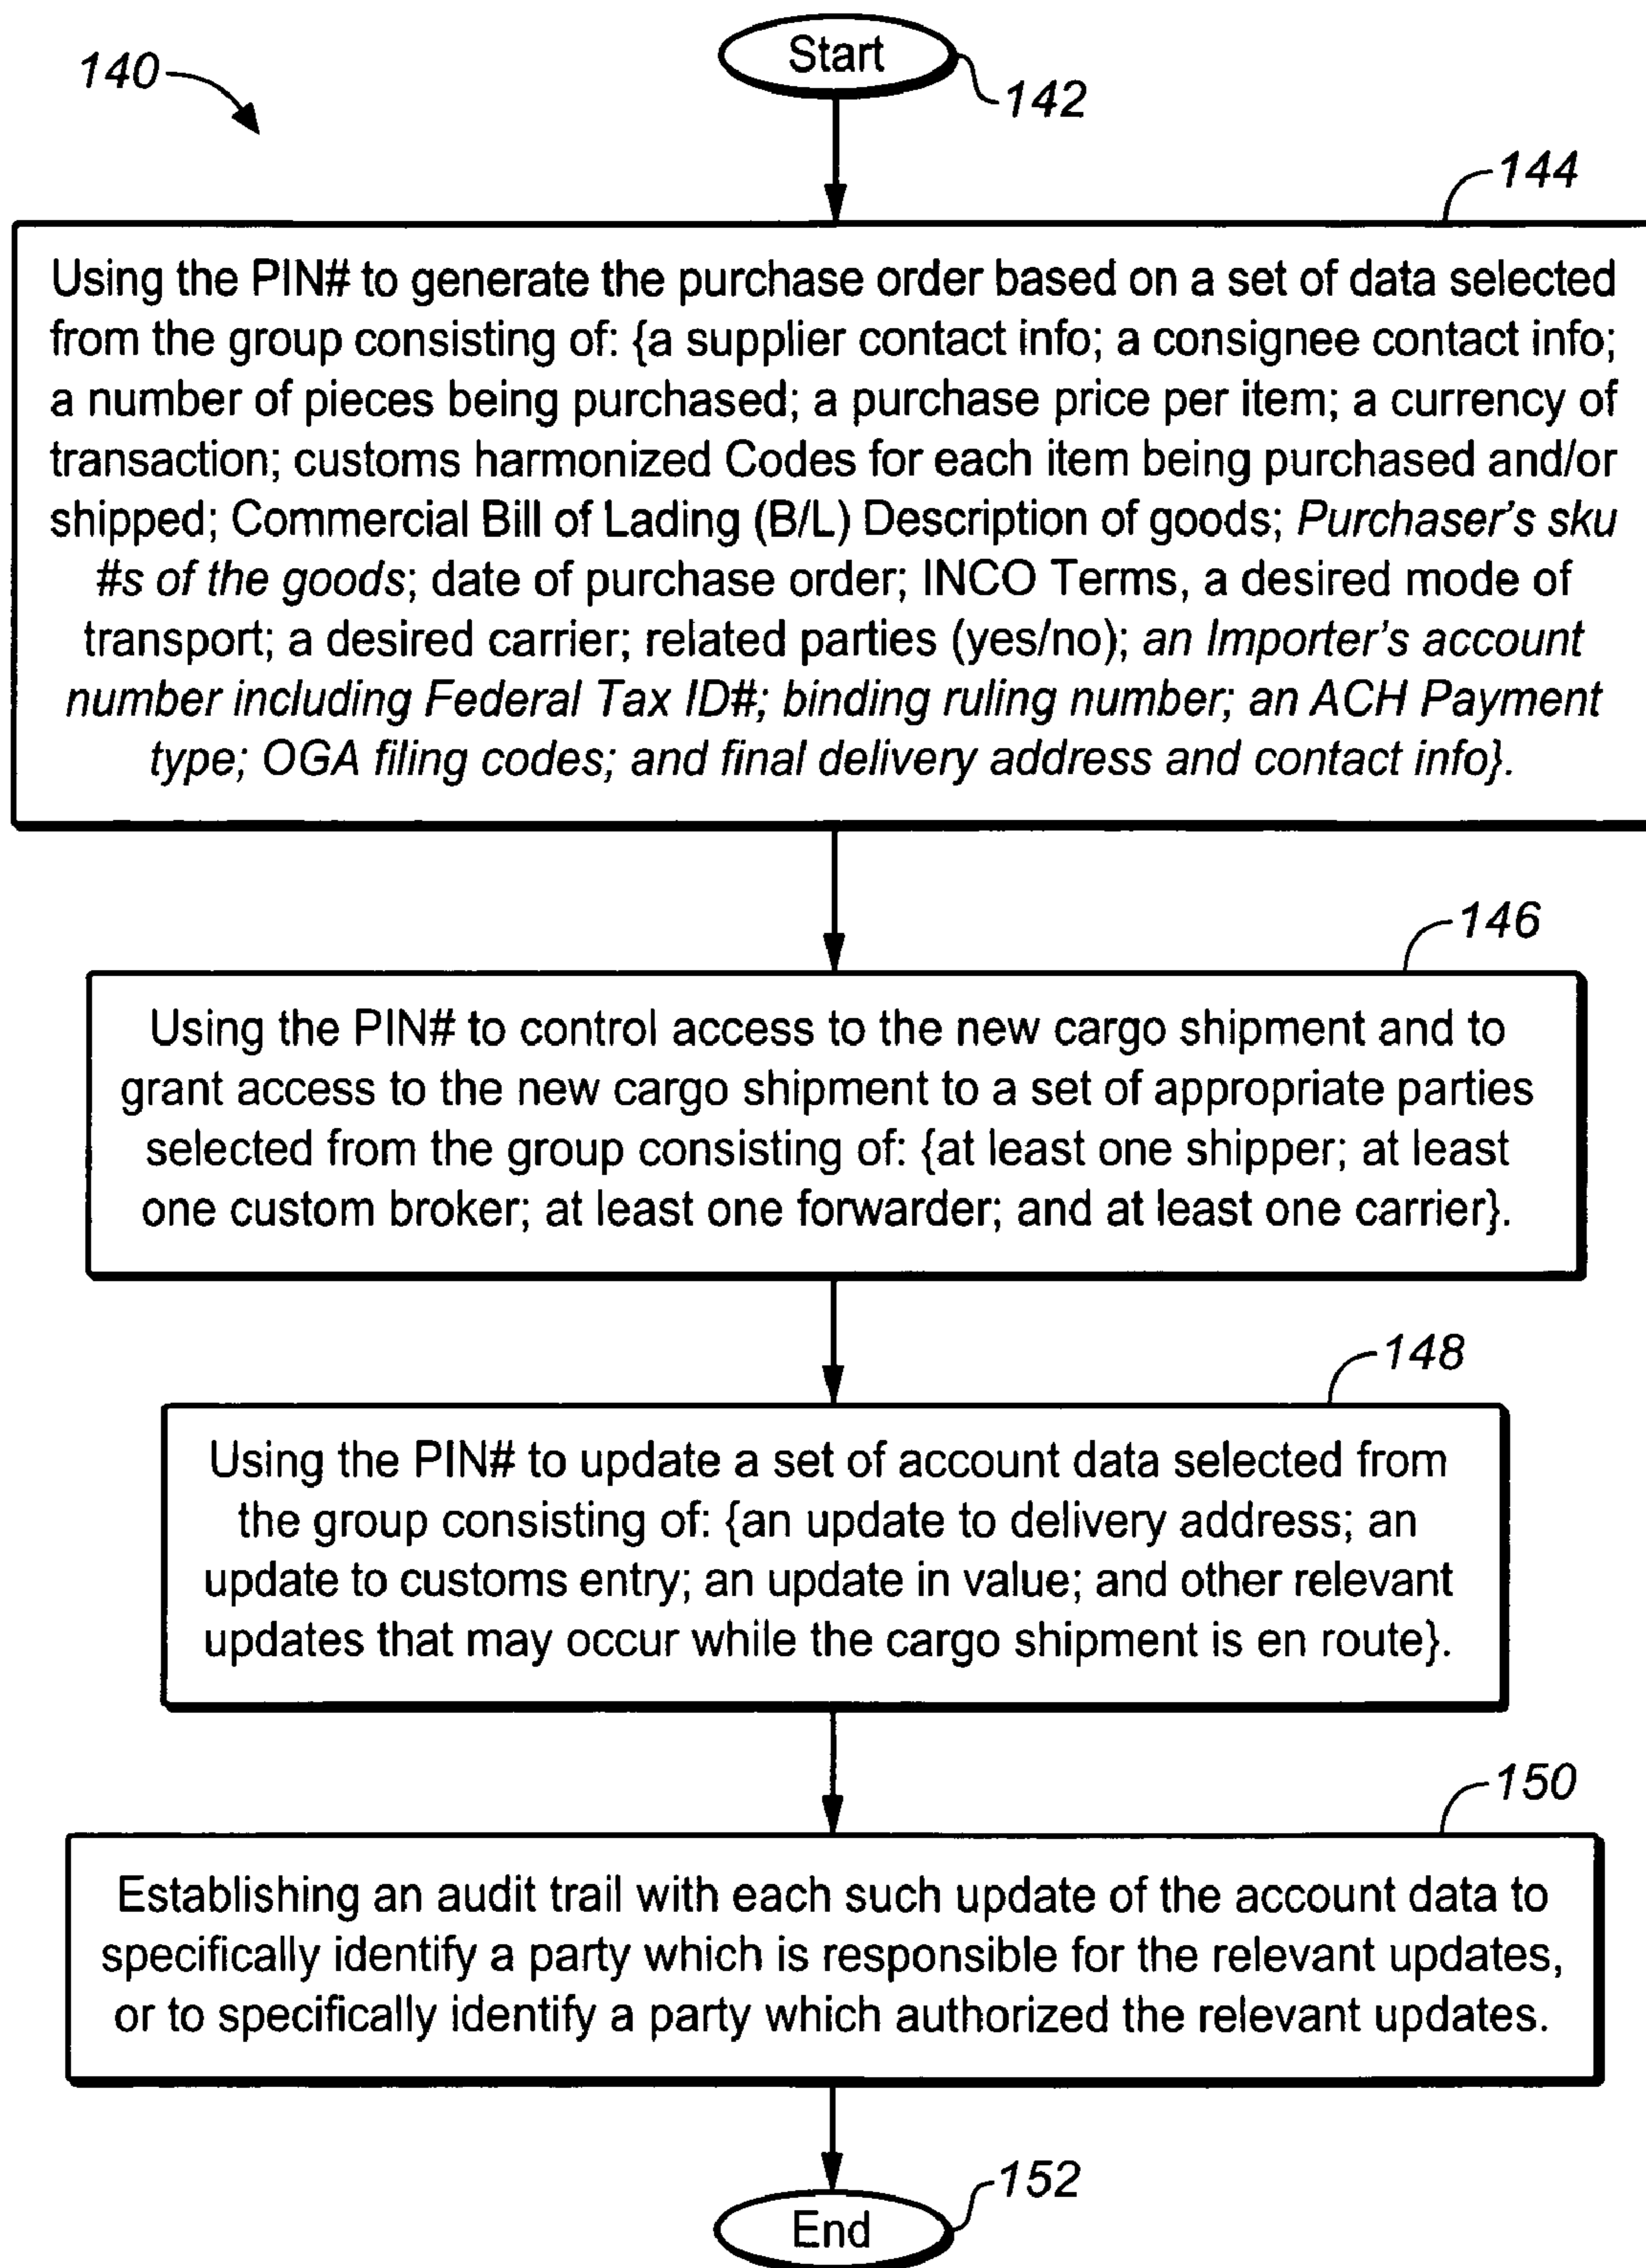 Start
140
142
144
Using the PIN# to generate the purchase order based on a set of data selected
from the group consisting of: {a supplier contact info; a consignee contact info;
a number of pieces being purchased; a purchase price per item; a currency of
transaction; customs harmonized Codes for each item being purchased and/or
shipped; Commercial Bill of Lading (B/L) Description of goods; Purchaser's sku
#s of the goods; date of purchase order; INCO Terms, a desired mode of
transport; a desired carrier; related parties (yes/no); an Importer's account
number including Federal Tax ID#; binding ruling number; an ACH Payment
type; OGA filing codes; and final delivery address and contact info}.
146
Using the PIN# to control access to the new cargo shipment and to
grant access to the new cargo shipment to a set of appropriate parties
selected from the group consisting of: {at least one shipper; at least
one custom broker; at least one forwarder; and at least one carrier}.
148
Using the PIN# to update a set of account data selected from
the group consisting of: {an update to delivery address; an
update to customs entry; an update in value; and other relevant
updates that may occur while the cargo shipment is en route}.
150
Establishing an audit trail with each such update of the account data to
specifically identify a party which is responsible for the relevant updates,
or to specifically identify a party which authorized the relevant updates.
152
End